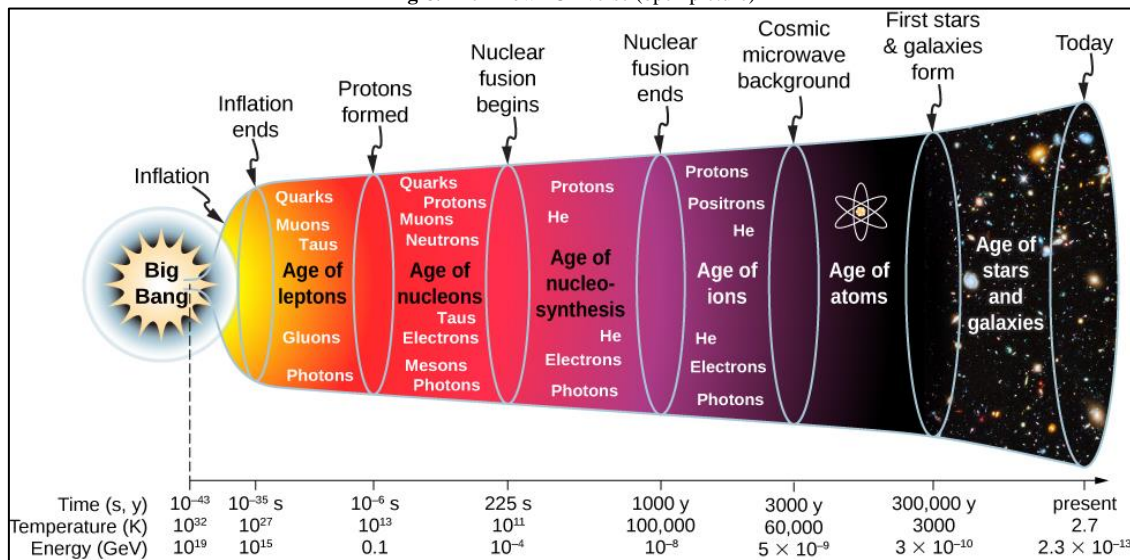 First stars
& galaxies
form
Today
Cosmic
microwave
background
Nuclear
fusion
ends
Nuclear
fusion
begins
Protons
formed
Inflation
ends
Inflation
Big
Bang
Quarks
Muons
Taus
Age of
leptons
Gluons
Photons
Quarks
Protons
Muons
Neutrons
Age of
nucleons
Taus
Electrons
Mesons
Photons
Protons
He
Age of
nucleo-
synthesis
He
Electrons
Photons
Protons
Positrons
He
Age of
ions
He
Electrons
Photons
Age of
atoms
Age of
stars
and
galaxies
Time (s, y) 10⁻⁴³ 10⁻³⁵ s 10⁻⁶ s 225 s 1000 y 3000 y 300,000 y present
Temperature (K) 10³² 10²⁷ 10¹³ 10¹¹ 100,000 60,000 3000 2.7
Energy (GeV) 10¹⁹ 10¹⁵ 0.1 10⁻⁴ 10⁻⁸ 5 × 10⁻⁹ 3 × 10⁻¹⁰ 2.3 × 10⁻¹³